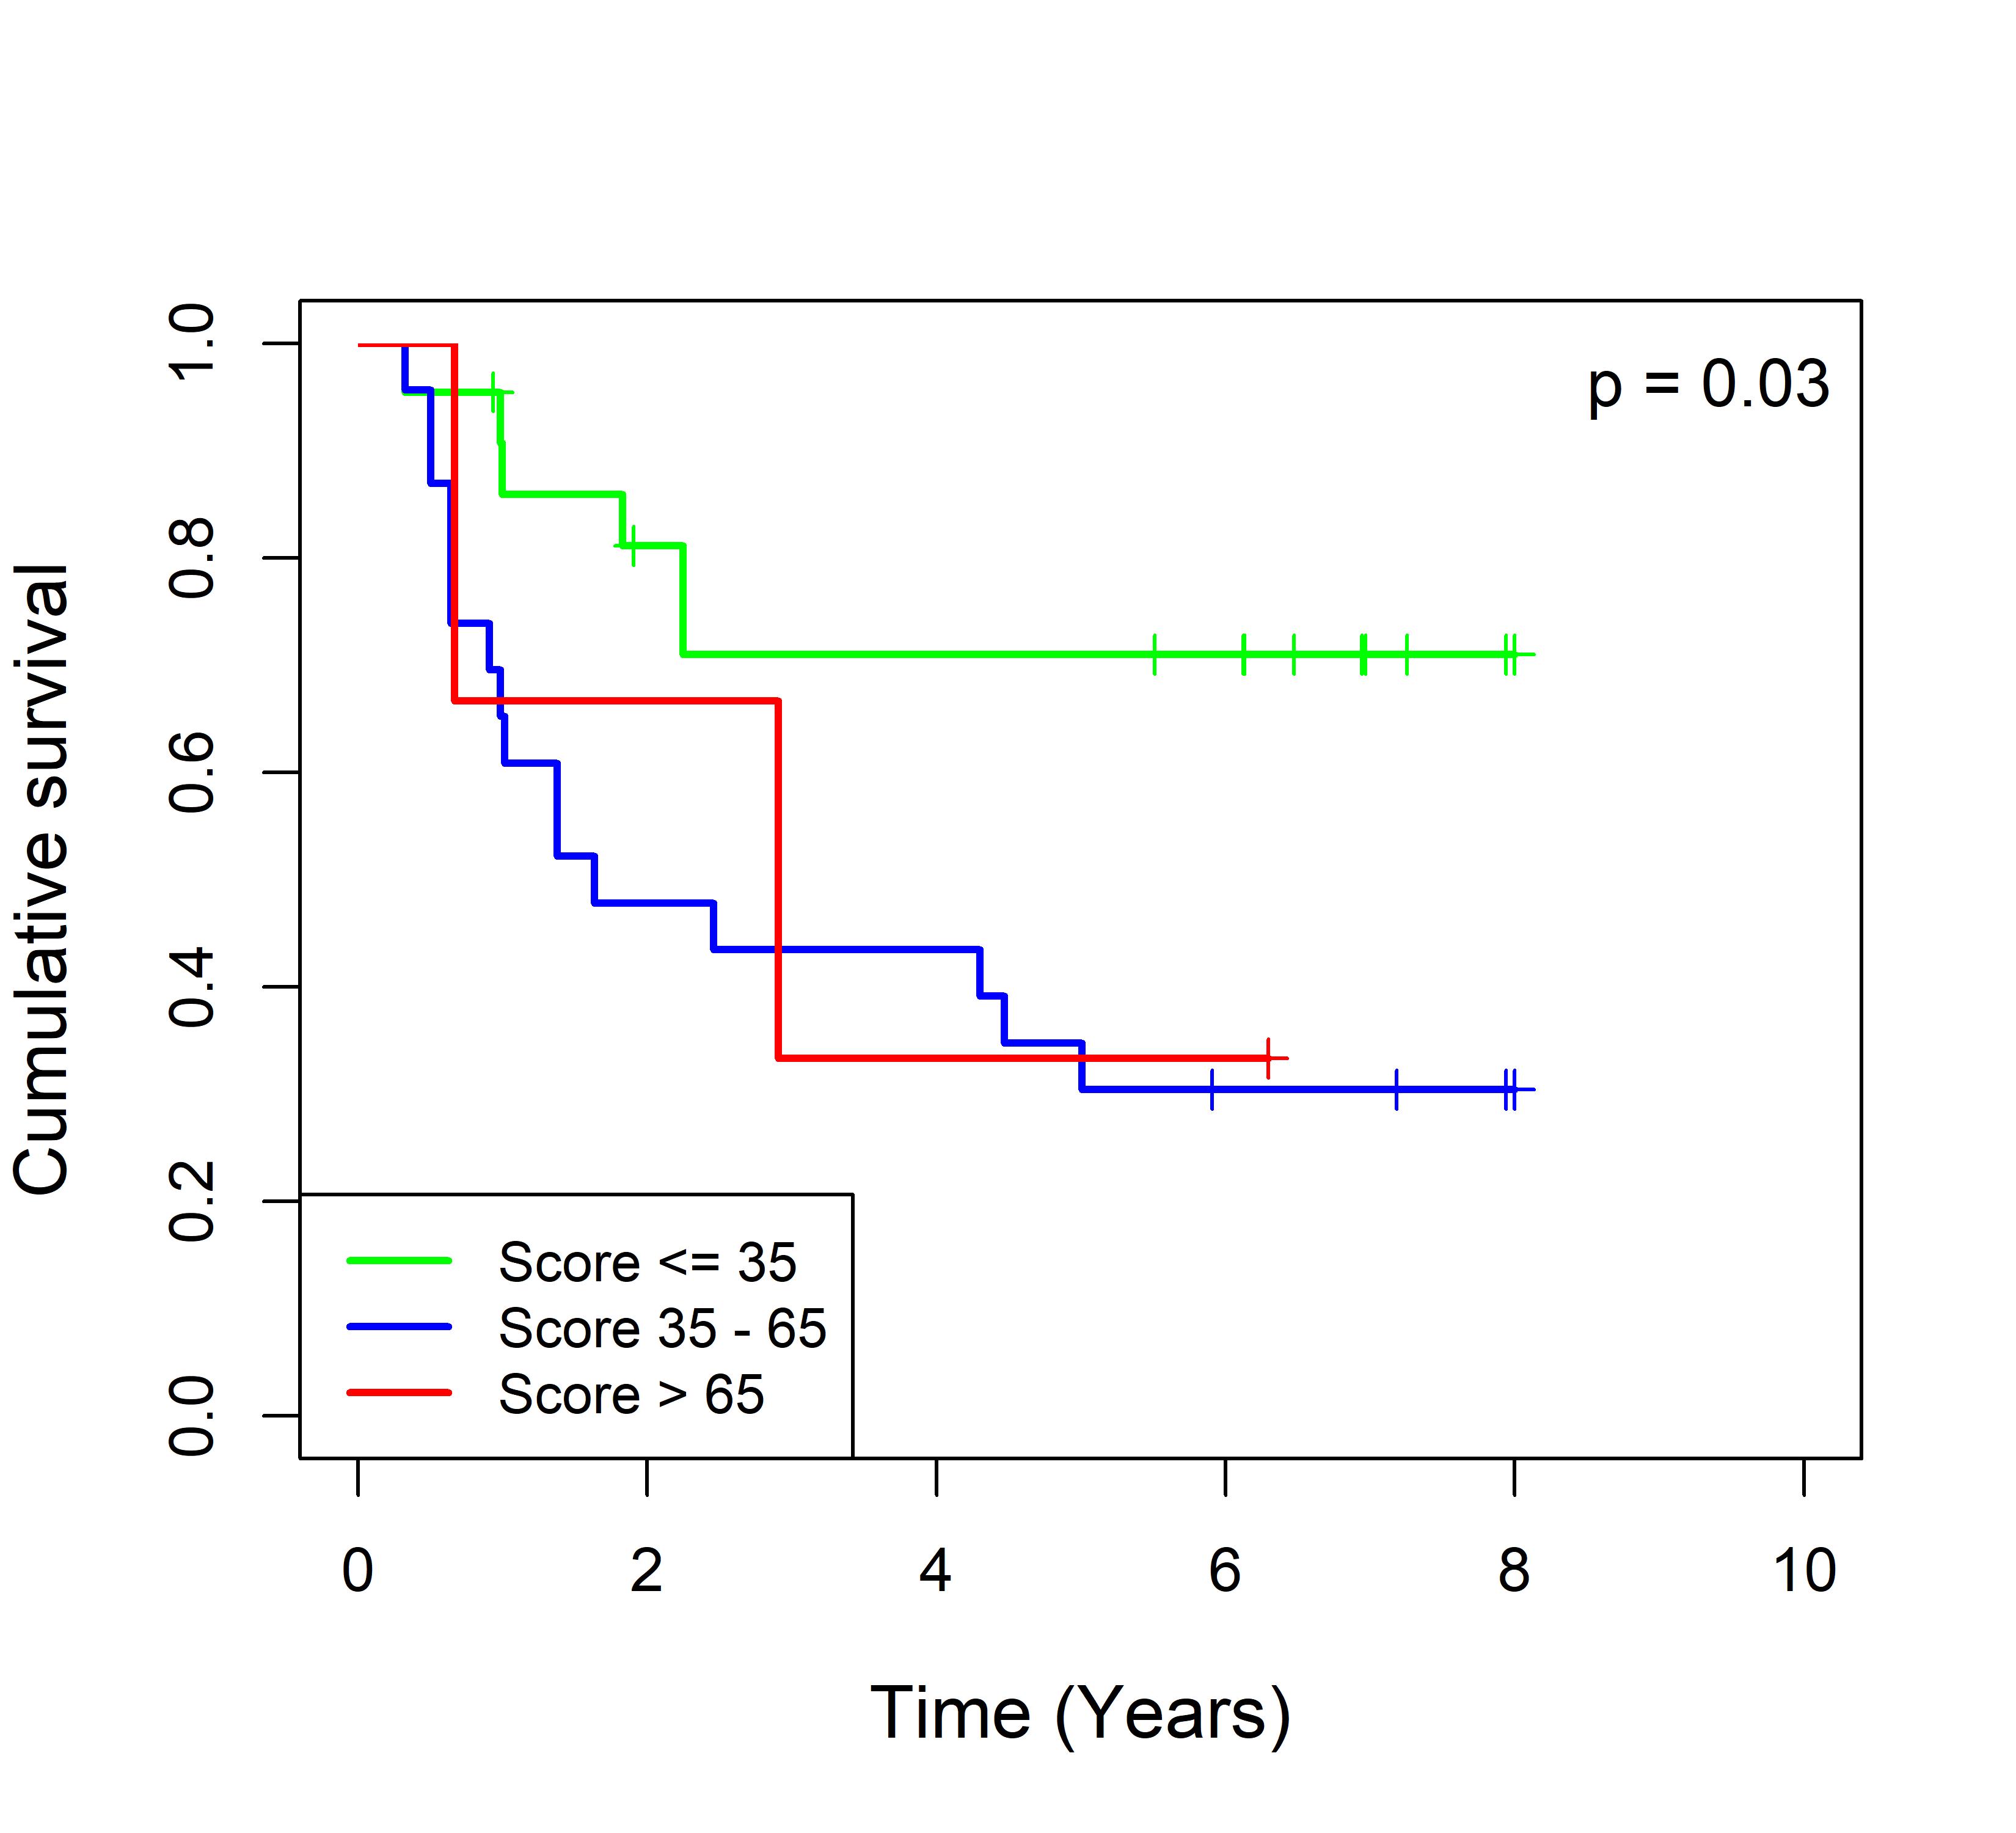 p = 0.03
Cumulative survival
1.0
0.8
0.6
0.4
0.2
0.0
Score <= 35
Score 35 - 65
Score > 65
0 2 4 6 8 10
Time (Years)